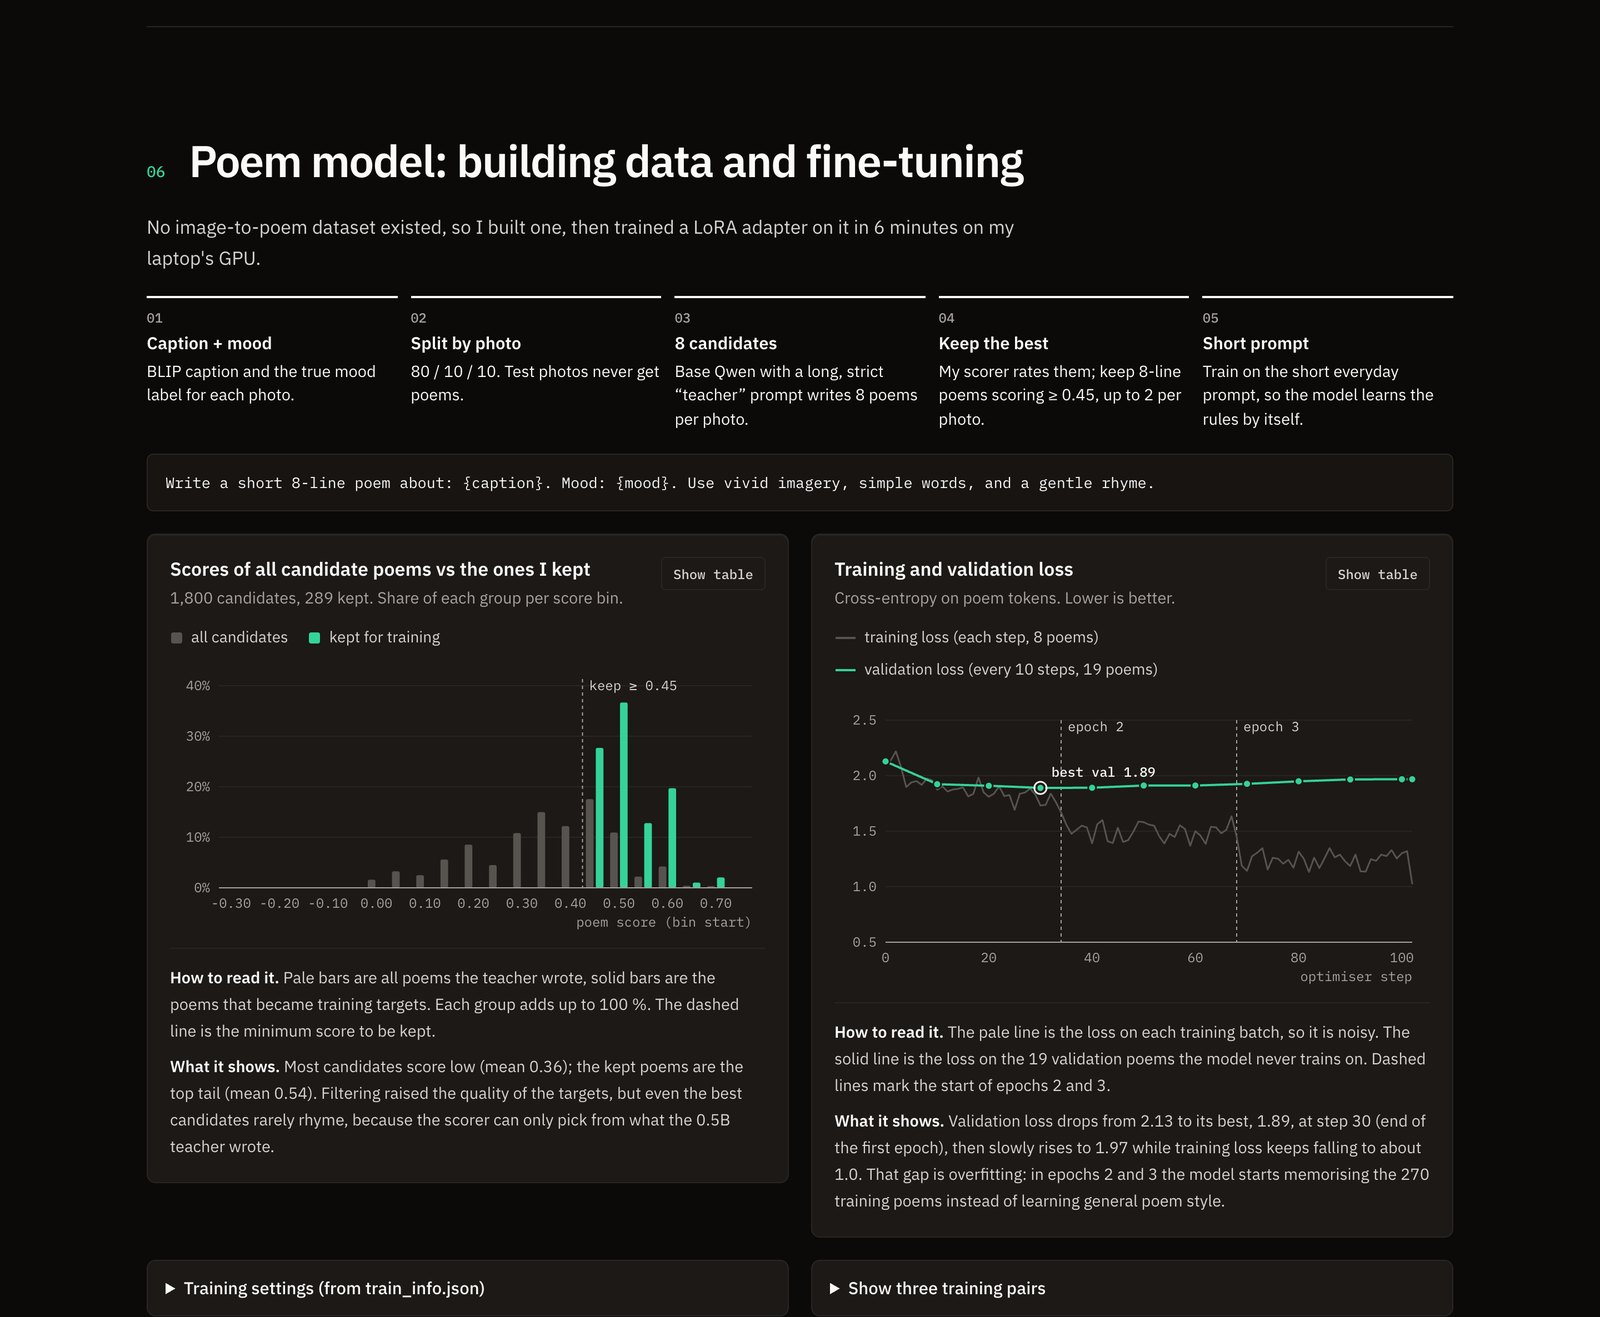 06 Poem model: building data and fine-tuning
No image-to-poem dataset existed, so I built one, then trained a LoRA adapter on it in 6 minutes on my
laptop's GPU.
01
Caption + mood
BLIP caption and the true mood
label for each photo.
02
Split by photo
80 / 10 / 10. Test photos never get
poems.
03
8 candidates
Base Qwen with a long, strict
“teacher” prompt writes 8 poems
per photo.
04
Keep the best
My scorer rates them; keep 8-line
poems scoring ≥ 0.45, up to 2 per
photo.
05
Short prompt
Train on the short everyday
prompt, so the model learns the
rules by itself.
Write a short 8-line poem about: {caption}. Mood: {mood}. Use vivid imagery, simple words, and a gentle rhyme.
Scores of all candidate poems vs the ones I kept
Show table
1,800 candidates, 289 kept. Share of each group per score bin.
all candidates kept for training
keep ≥ 0.45
40%
30%
20%
10%
0%
-0.30 -0.20 -0.10 0.00 0.10 0.20 0.30 0.40 0.50 0.60 0.70
poem score (bin start)
How to read it. Pale bars are all poems the teacher wrote, solid bars are the
poems that became training targets. Each group adds up to 100 %. The dashed
line is the minimum score to be kept.
What it shows. Most candidates score low (mean 0.36); the kept poems are the
top tail (mean 0.54). Filtering raised the quality of the targets, but even the best
candidates rarely rhyme, because the scorer can only pick from what the 0.5B
teacher wrote.
Training and validation loss
Show table
Cross-entropy on poem tokens. Lower is better.
training loss (each step, 8 poems)
validation loss (every 10 steps, 19 poems)
2.5
2.0
1.5
1.0
0.5
epoch 2
epoch 3
best val 1.89
0 20 40 60 80 100
optimiser step
How to read it. The pale line is the loss on each training batch, so it is noisy. The
solid line is the loss on the 19 validation poems the model never trains on. Dashed
lines mark the start of epochs 2 and 3.
What it shows. Validation loss drops from 2.13 to its best, 1.89, at step 30 (end of
the first epoch), then slowly rises to 1.97 while training loss keeps falling to about
1.0. That gap is overfitting: in epochs 2 and 3 the model starts memorising the 270
training poems instead of learning general poem style.
Training settings (from train_info.json)
Show three training pairs